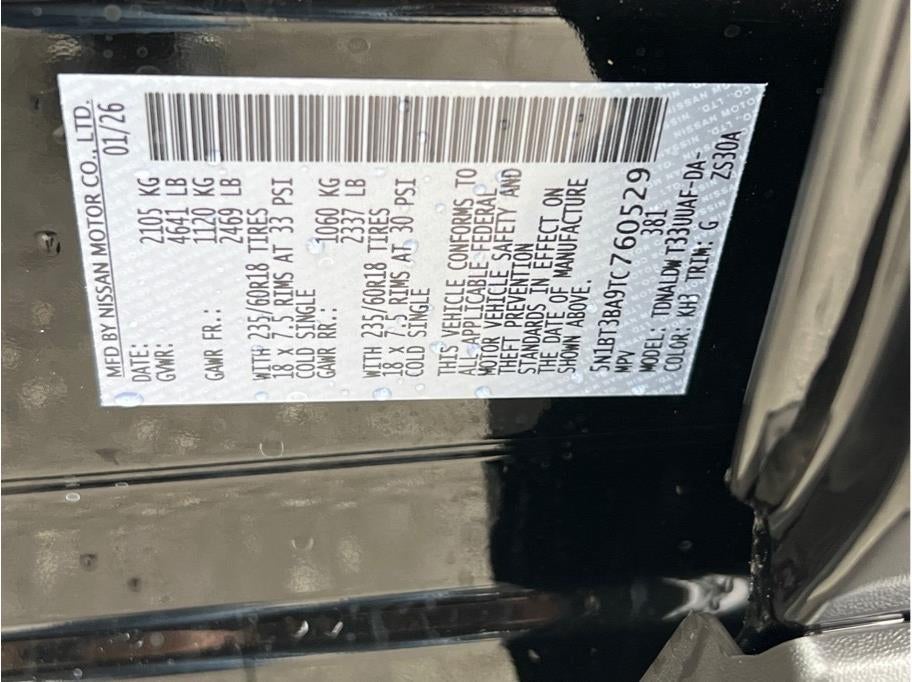 MFD BY NISSAN MOTOR CO., LTD.
DATE: 01/26
GVWR: 2105 KG
4641 LB
GAWR FR.: 1120 KG
2469 LB
WITH 235/60R18 TIRES
18 X 7.5 RIMS AT 33 PSI
COLD SINGLE
GAWR RR.: 1060 KG
2337 LB
WITH 235/60R18 TIRES
18 X 7.5 RIMS AT 30 PSI
COLD SINGLE
THIS VEHICLE CONFORMS TO
ALL APPLICABLE FEDERAL
MOTOR VEHICLE SAFETY AND
THEFT PREVENTION
STANDARDS IN EFFECT ON
THE DATE OF MANUFACTURE
SHOWN ABOVE.
5N1BT3BA9TC760529
MPV 381
MODEL: TDNALDW T33UUAF-DA-
COLOR: KH3 TRIM: G ZS30A